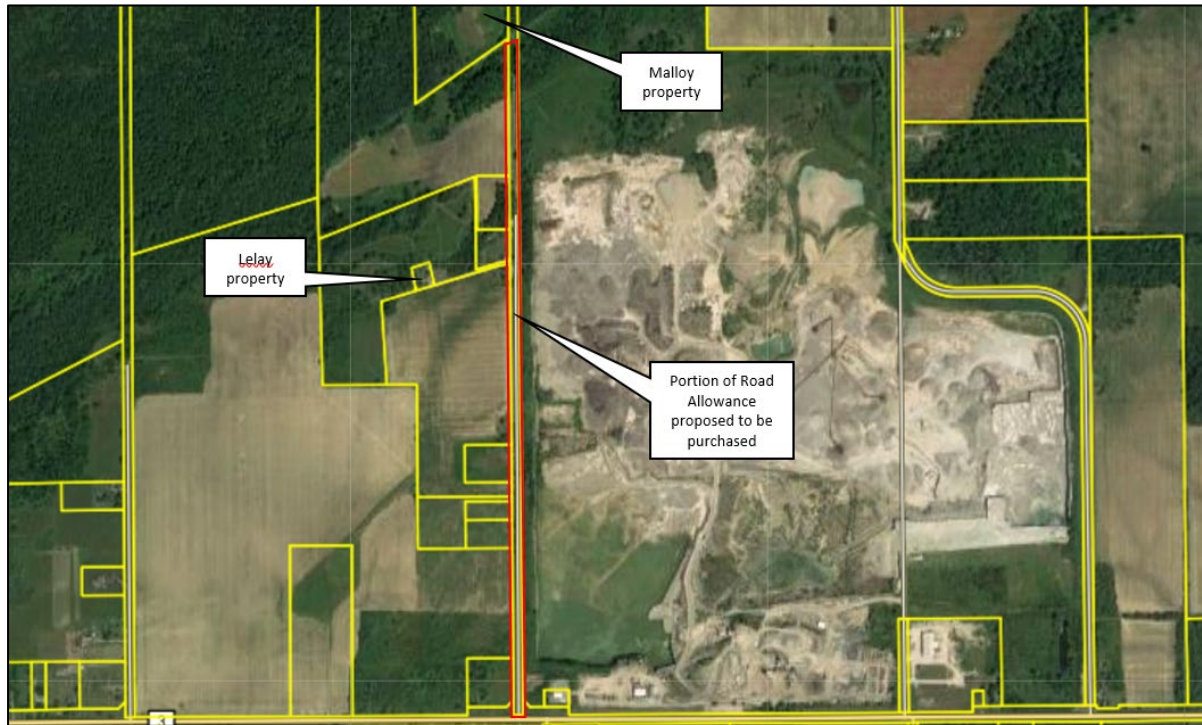 Malloy
property
Lelay
property
Portion of Road
Allowance
proposed to be
purchased